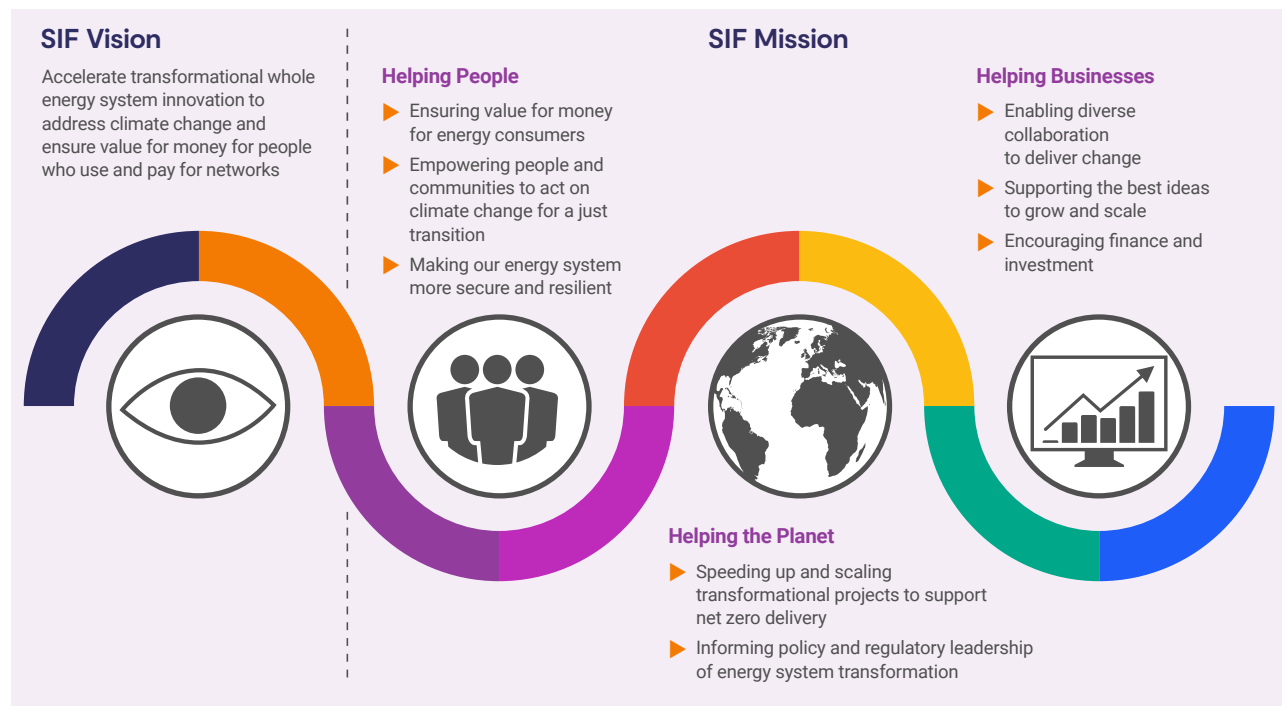 SIF Vision
Accelerate transformational whole
energy system innovation to
address climate change and
ensure value for money for people
who use and pay for networks
SIF Mission
Helping People
Ensuring value for money
for energy consumers
Empowering people and
communities to act on
climate change for a just
transition
Making our energy system
more secure and resilient
Helping the Planet
Speeding up and scaling
transformational projects to support
net zero delivery
Informing policy and regulatory leadership
of energy system transformation
Helping Businesses
Enabling diverse
collaboration
to deliver change
Supporting the best ideas
to grow and scale
Encouraging finance and
investment